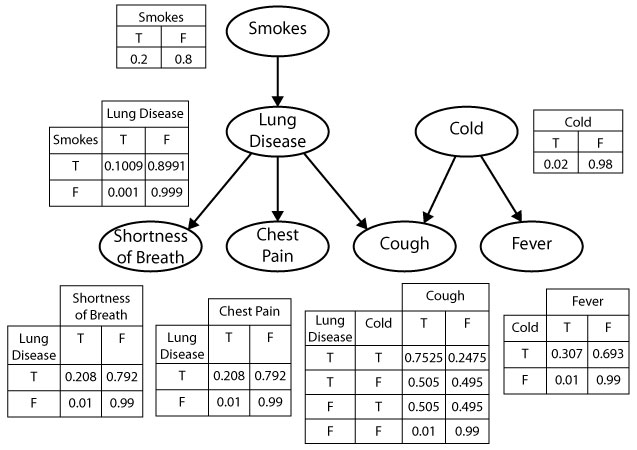 Smokes
T F
0.2 0.8
Smokes
Lung Disease
Smokes T F
T 0.1009 0.8991
F 0.001 0.999
Lung
Disease
Cold
Cold
T F
0.02 0.98
Shortness
of Breath
Chest
Pain
Cough
Fever
Shortness
of Breath
Lung
Disease T F
T 0.208 0.792
F 0.01 0.99
Chest Pain
Lung
Disease T F
T 0.208 0.792
F 0.01 0.99
Cough
Lung
Disease Cold T F
T T 0.7525 0.2475
T F 0.505 0.495
F T 0.505 0.495
F F 0.01 0.99
Fever
Cold T F
T 0.307 0.693
F 0.01 0.99